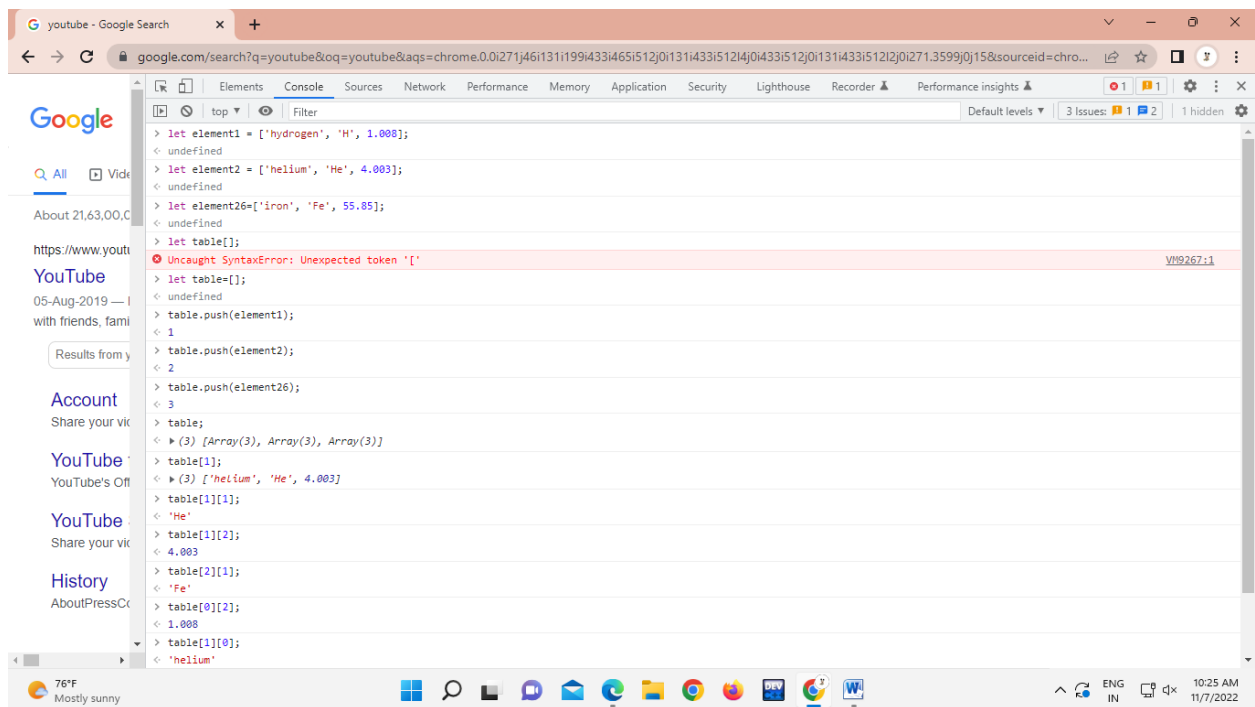 youtube - Google Search
google.com/search?q=youtube&oq=youtube&aqs=chrome.0.0i271j46i131i199i433i465i512j0i131i433i512l4j0i433i512j0i131i433i512l2j0i271.3599j0j15&sourceid=chro...
Elements Console Sources Network Performance Memory Application Security Lighthouse Recorder Performance insights 1 1
top Filter Default levels 3 Issues: 1 2 1 hidden
Google
All Vide
About 21,63,00,0
https://www.youtu
YouTube
05-Aug-2019 —
with friends, fami
Results from y
Account
Share your vic
YouTube
YouTube's Off
YouTube
Share your vic
History
AboutPressCo
> let element1 = ['hydrogen', 'H', 1.008];
undefined
> let element2 = ['helium', 'He', 4.003];
undefined
> let element26=['iron', 'Fe', 55.85];
undefined
> let table[];
Uncaught SyntaxError: Unexpected token '[' VM9267:1
> let table=[];
undefined
> table.push(element1);
1
> table.push(element2);
2
> table.push(element26);
3
> table;
(3) [Array(3), Array(3), Array(3)]
> table[1];
(3) ['helium', 'He', 4.003]
> table[1][1];
'He'
> table[1][2];
4.003
> table[2][1];
'Fe'
> table[0][2];
1.008
> table[1][0];
'helium'
76°F
Mostly sunny
DEV
ENG
IN
10:25 AM
11/7/2022